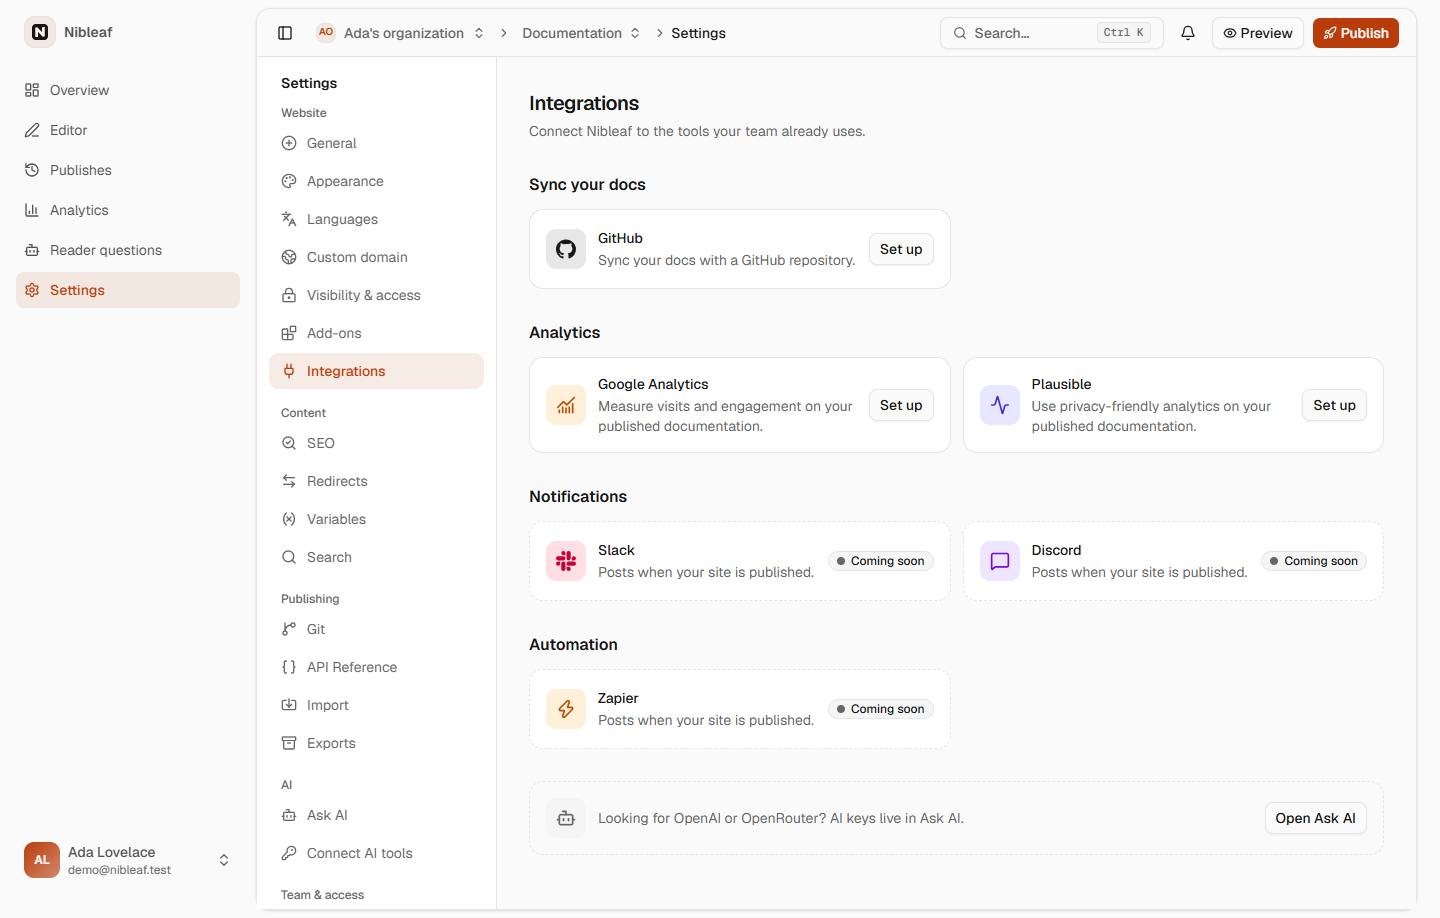 Nibleaf
Overview
Editor
Publishes
Analytics
Reader questions
Settings
AL
Ada Lovelace
demo@nibleaf.test
AO
Ada's organization
Documentation
Settings
Search...
Ctrl K
Preview
Publish
Settings
Website
General
Appearance
Languages
Custom domain
Visibility & access
Add-ons
Integrations
Content
SEO
Redirects
Variables
Search
Publishing
Git
API Reference
Import
Exports
AI
Ask AI
Connect AI tools
Team & access
Integrations
Connect Nibleaf to the tools your team already uses.
Sync your docs
GitHub
Sync your docs with a GitHub repository.
Set up
Analytics
Google Analytics
Measure visits and engagement on your
published documentation.
Set up
Plausible
Use privacy-friendly analytics on your
published documentation.
Set up
Notifications
Slack
Posts when your site is published.
Coming soon
Discord
Posts when your site is published.
Coming soon
Automation
Zapier
Posts when your site is published.
Coming soon
Looking for OpenAI or OpenRouter? AI keys live in Ask AI.
Open Ask AI